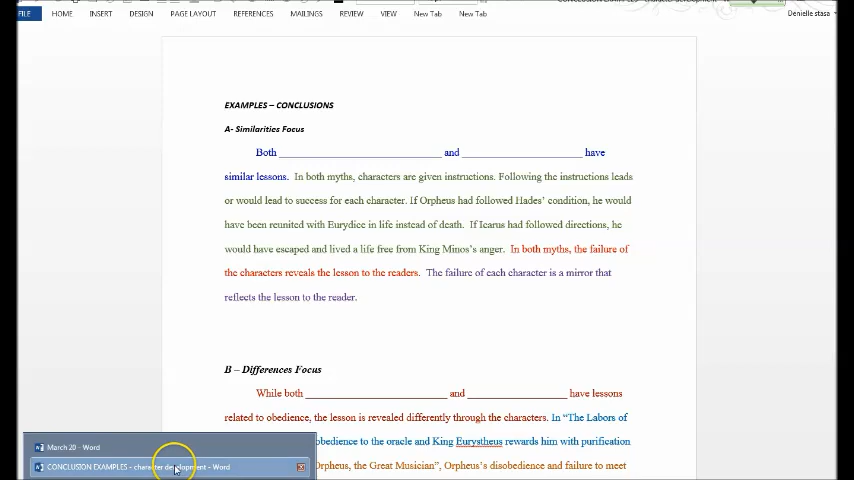 FILE HOME INSERT DESIGN PAGE LAYOUT REFERENCES MAILINGS REVIEW VIEW New Tab New Tab Denielle stasa
EXAMPLES – CONCLUSIONS
A- Similarities Focus
Both ______________________________ and ______________________ have
similar lessons. In both myths, characters are given instructions. Following the instructions leads
or would lead to success for each character. If Orpheus had followed Hades' condition, he would
have been reunited with Eurydice in life instead of death. If Icarus had followed directions, he
would have escaped and lived a life free from King Minos's anger. In both myths, the failure of
the characters reveals the lesson to the readers. The failure of each character is a mirror that
reflects the lesson to the reader.
B – Differences Focus
While both __________________________ and __________________ have lessons
related to obedience, the lesson is revealed differently through the characters. In “The Labors of
obedience to the oracle and King Eurystheus rewards him with purification
Orpheus, the Great Musician”, Orpheus's disobedience and failure to meet
March 20 - Word
CONCLUSION EXAMPLES - character development - Word